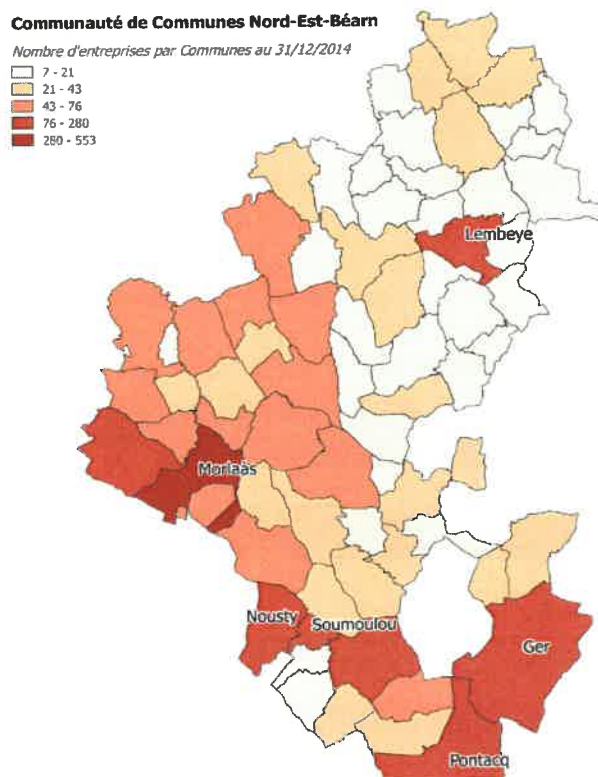 Communauté de Communes Nord-Est-Béarn
Nombre d'entreprises par Communes au 31/12/2014
7 - 21
21 - 43
43 - 76
76 - 280
280 - 553
Lembeye
Morlaàs
Nousty
Soumoulou
Ger
Pontacq